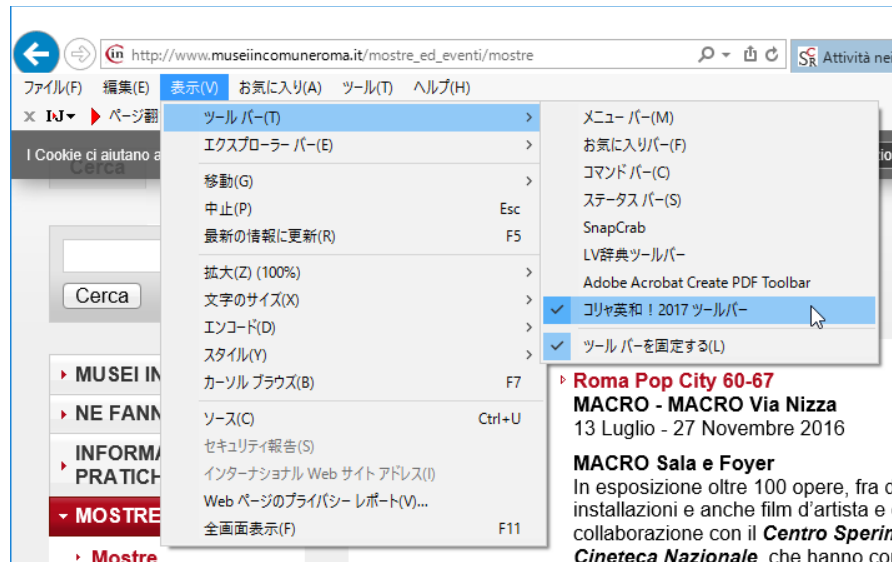 http://www.museiincomuneroma.it/mostre_ed_eventi/mostre
Attività nei
ファイル(F) 編集(E) 表示(V) お気に入り(A) ツール(T) ヘルプ(H)
ページ翻
ツール バー(T)
エクスプローラー バー(E)
移動(G)
中止(P) Esc
最新の情報に更新(R) F5
拡大(Z) (100%)
文字のサイズ(X)
エンコード(D)
スタイル(Y)
カーソル ブラウズ(B) F7
ソース(C) Ctrl+U
セキュリティ報告(S)
インターナショナル Web サイト アドレス(I)
Web ページのプライバシー レポート(V)...
全画面表示(F) F11
メニュー バー(M)
お気に入りバー(F)
コマンド バー(C)
ステータス バー(S)
SnapCrab
LV辞典ツールバー
Adobe Acrobat Create PDF Toolbar
コリャ英和！2017 ツールバー
ツール バーを固定する(L)
I Cookie ci aiutano a
Cerca
Cerca
MUSEI IN
NE FANN
INFORMA
PRATICH
MOSTRE
Mostre
Roma Pop City 60-67
MACRO - MACRO Via Nizza
13 Luglio - 27 Novembre 2016
MACRO Sala e Foyer
In esposizione oltre 100 opere, fra
installazioni e anche film d'artista e
collaborazione con il Centro Sperim
Cineteca Nazionale, che hanno